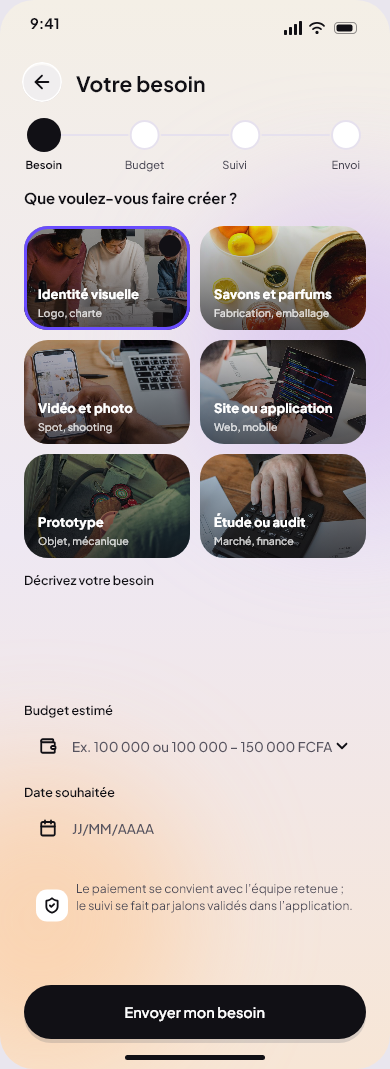 9:41
Votre besoin
Besoin
Budget
Suivi
Envoi
Que voulez-vous faire créer ?
Identité visuelle
Logo, charte
Savons et parfums
Fabrication, emballage
Vidéo et photo
Spot, shooting
Site ou application
Web, mobile
Prototype
Objet, mécanique
Étude ou audit
Marché, finance
Décrivez votre besoin
Budget estimé
Ex. 100 000 ou 100 000 – 150 000 FCFA
Date souhaitée
JJ/MM/AAAA
Le paiement se convient avec l'équipe retenue ;
le suivi se fait par jalons validés dans l'application.
Envoyer mon besoin